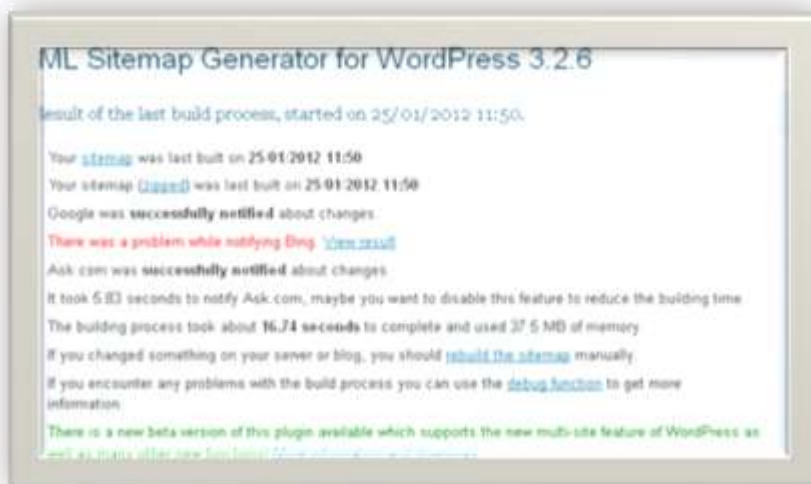 ML Sitemap Generator for WordPress 3.2.6
esult of the last build process, started on 25/01/2012 11:50.
Your sitemap was last built on 25/01/2012 11:50
Your sitemap (zipped) was last built on 25/01/2012 11:50
Google was successfully notified about changes.
There was a problem while notifying Bing. View result
Ask.com was successfully notified about changes.
It took 5.83 seconds to notify Ask.com, maybe you want to disable this feature to reduce the building time.
The building process took about 16.74 seconds to complete and used 37.5 MB of memory.
If you changed something on your server or blog, you should rebuild the sitemap manually.
If you encounter any problems with the build process you can use the debug function to get more
information.
There is a new beta version of this plugin available which supports the new multi-site feature of WordPress as
well as many other new functions!